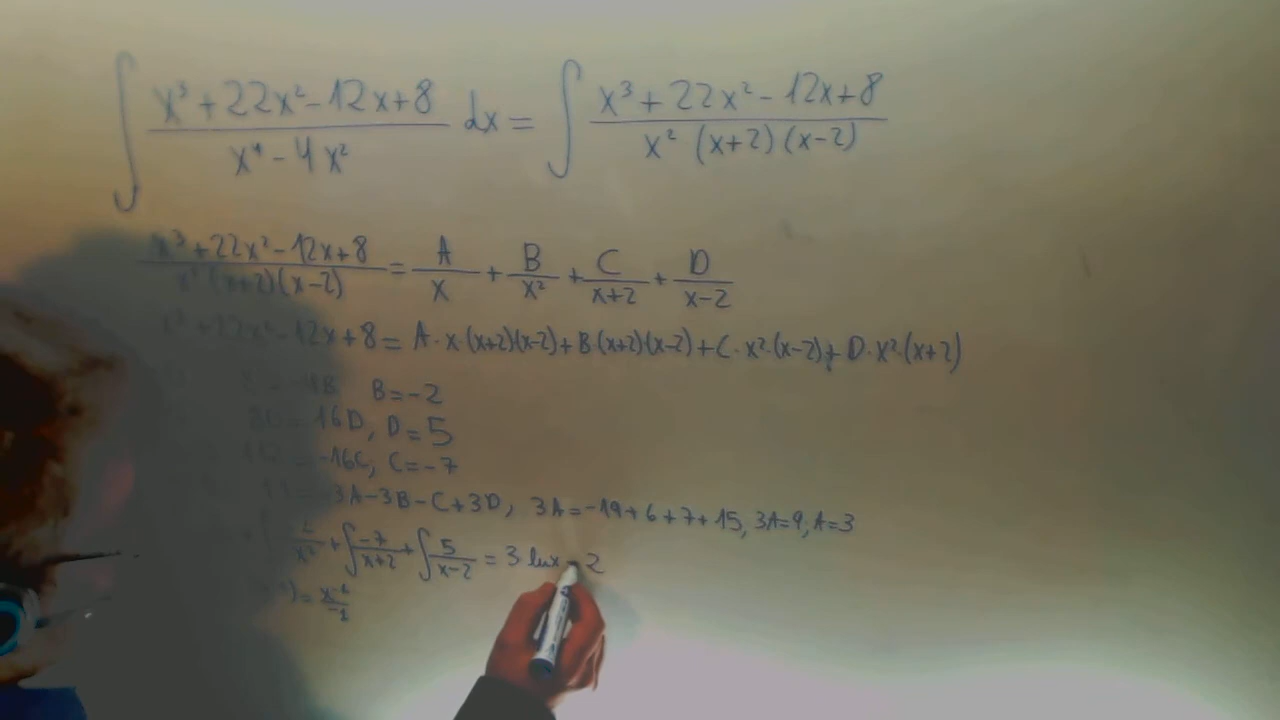 ∫ x³+22x²-12x+8 / x⁴-4x² dx = ∫ x³+22x²-12x+8 / x²(x+2)(x-2)
x³+22x²-12x+8 / x²(x+2)(x-2) = A/x + B/x² + C/x+2 + D/x-2
x³+22x²-12x+8 = A·x·(x+2)(x-2)+B·(x+2)(x-2)+C·x²·(x-2)+D·x²·(x+2)
B=-2
16D, D=5
-16C, C=-7
3A-3B-C+3D, 3A=-19+6+7+15, 3A=9, A=3
+ ∫ -7/x+2 + ∫ 5/x-2 = 3 lnx - 2